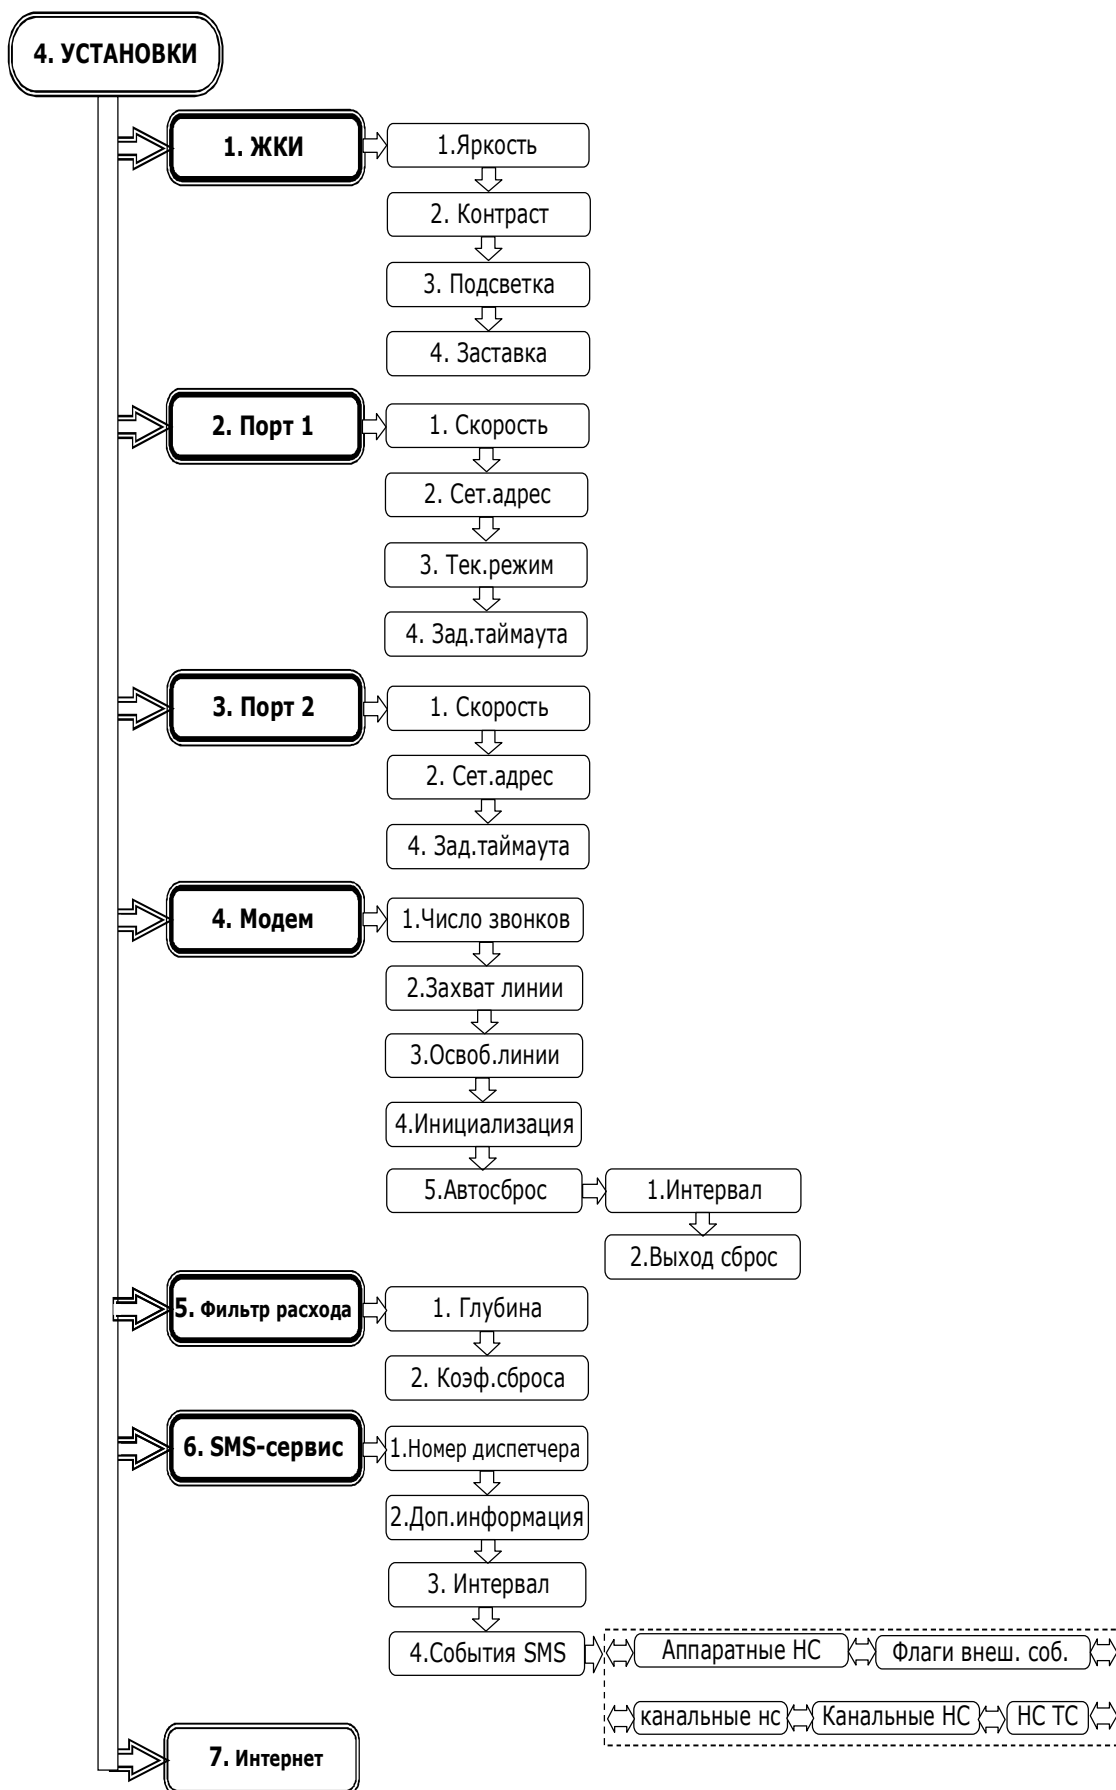 4. УСТАНОВКИ
1. ЖКИ
1.Яркость
2. Контраст
3. Подсветка
4. Заставка
2. Порт 1
1. Скорость
2. Сет.адрес
3. Тек.режим
4. Зад.таймаута
3. Порт 2
1. Скорость
2. Сет.адрес
4. Зад.таймаута
4. Модем
1.Число звонков
2.Захват линии
3.Освоб.линии
4.Инициализация
5.Автосброс
1.Интервал
2.Выход сброс
5. Фильтр расхода
1. Глубина
2. Коэф.сброса
6. SMS-сервис
1.Номер диспетчера
2.Доп.информация
3. Интервал
4.События SMS
Аппаратные НС
Флаги внеш. соб.
канальные нс
Канальные НС
НС ТС
7. Интернет